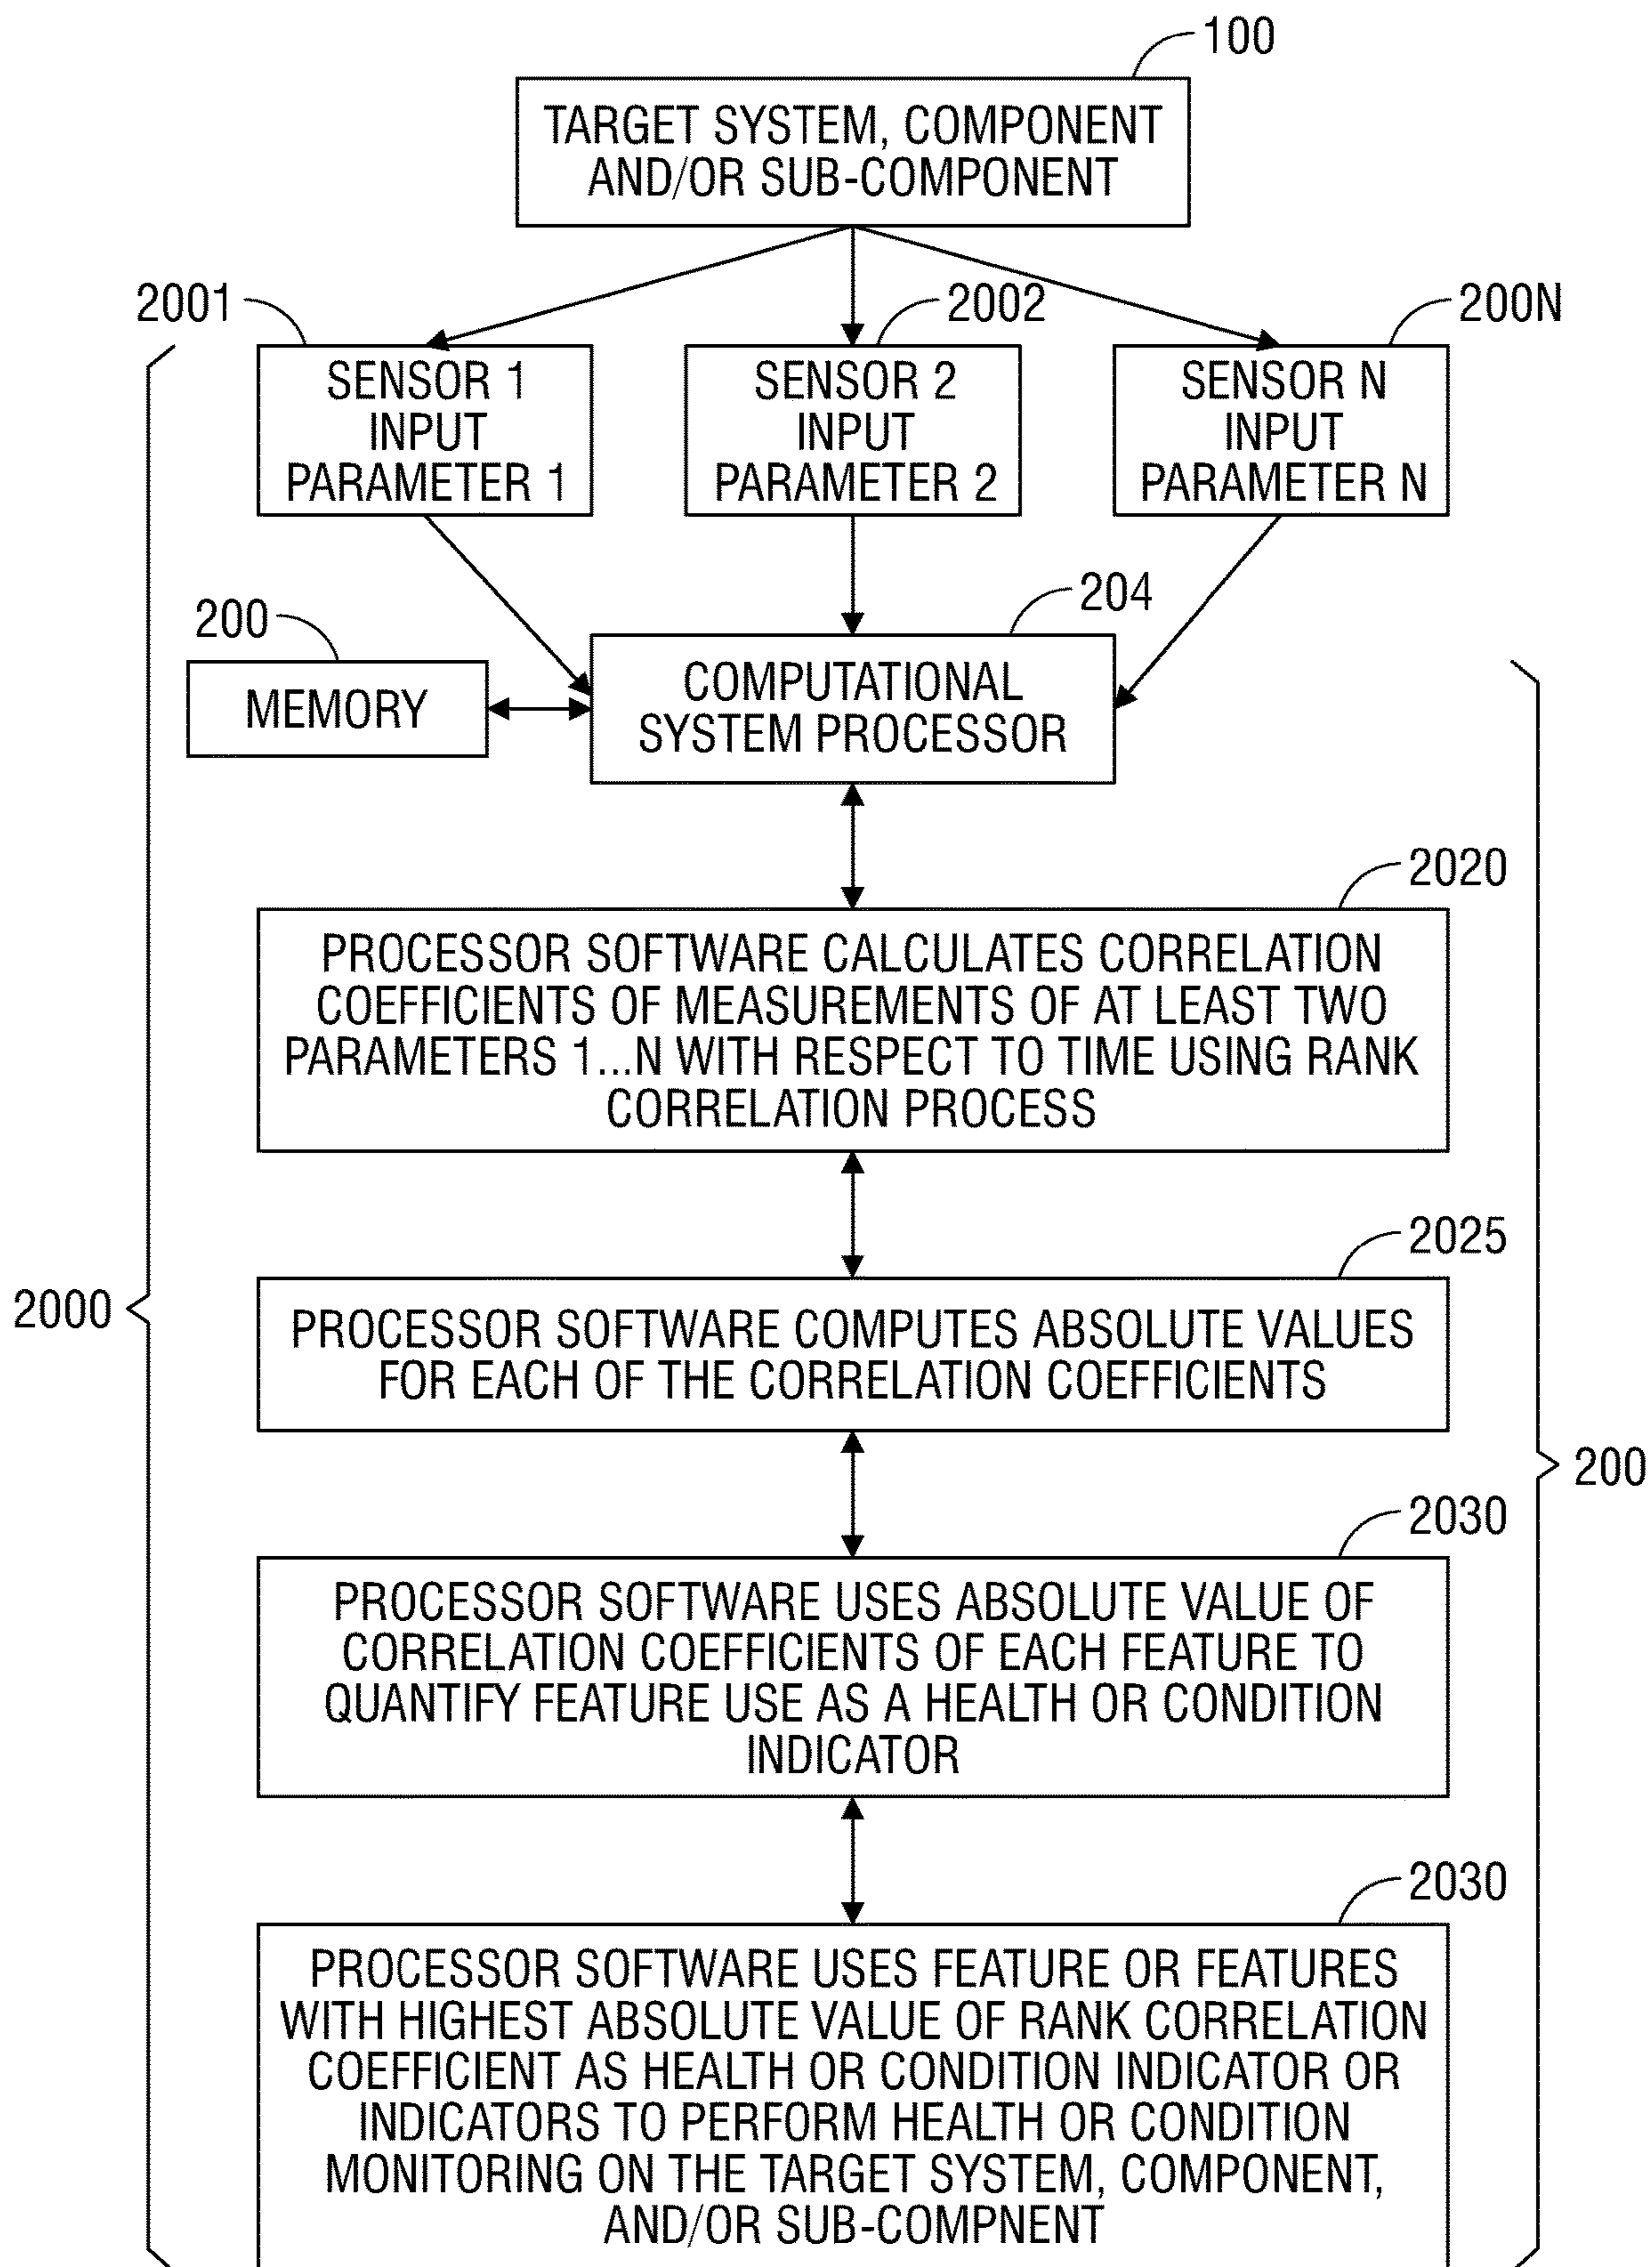 100
TARGET SYSTEM, COMPONENT
AND/OR SUB-COMPONENT
2001
2002
200N
SENSOR 1
INPUT
PARAMETER 1
SENSOR 2
INPUT
PARAMETER 2
SENSOR N
INPUT
PARAMETER N
200
MEMORY
204
COMPUTATIONAL
SYSTEM PROCESSOR
2020
PROCESSOR SOFTWARE CALCULATES CORRELATION
COEFFICIENTS OF MEASUREMENTS OF AT LEAST TWO
PARAMETERS 1...N WITH RESPECT TO TIME USING RANK
CORRELATION PROCESS
2025
2000
PROCESSOR SOFTWARE COMPUTES ABSOLUTE VALUES
FOR EACH OF THE CORRELATION COEFFICIENTS
200
2030
PROCESSOR SOFTWARE USES ABSOLUTE VALUE OF
CORRELATION COEFFICIENTS OF EACH FEATURE TO
QUANTIFY FEATURE USE AS A HEALTH OR CONDITION
INDICATOR
2030
PROCESSOR SOFTWARE USES FEATURE OR FEATURES
WITH HIGHEST ABSOLUTE VALUE OF RANK CORRELATION
COEFFICIENT AS HEALTH OR CONDITION INDICATOR OR
INDICATORS TO PERFORM HEALTH OR CONDITION
MONITORING ON THE TARGET SYSTEM, COMPONENT,
AND/OR SUB-COMPNENT